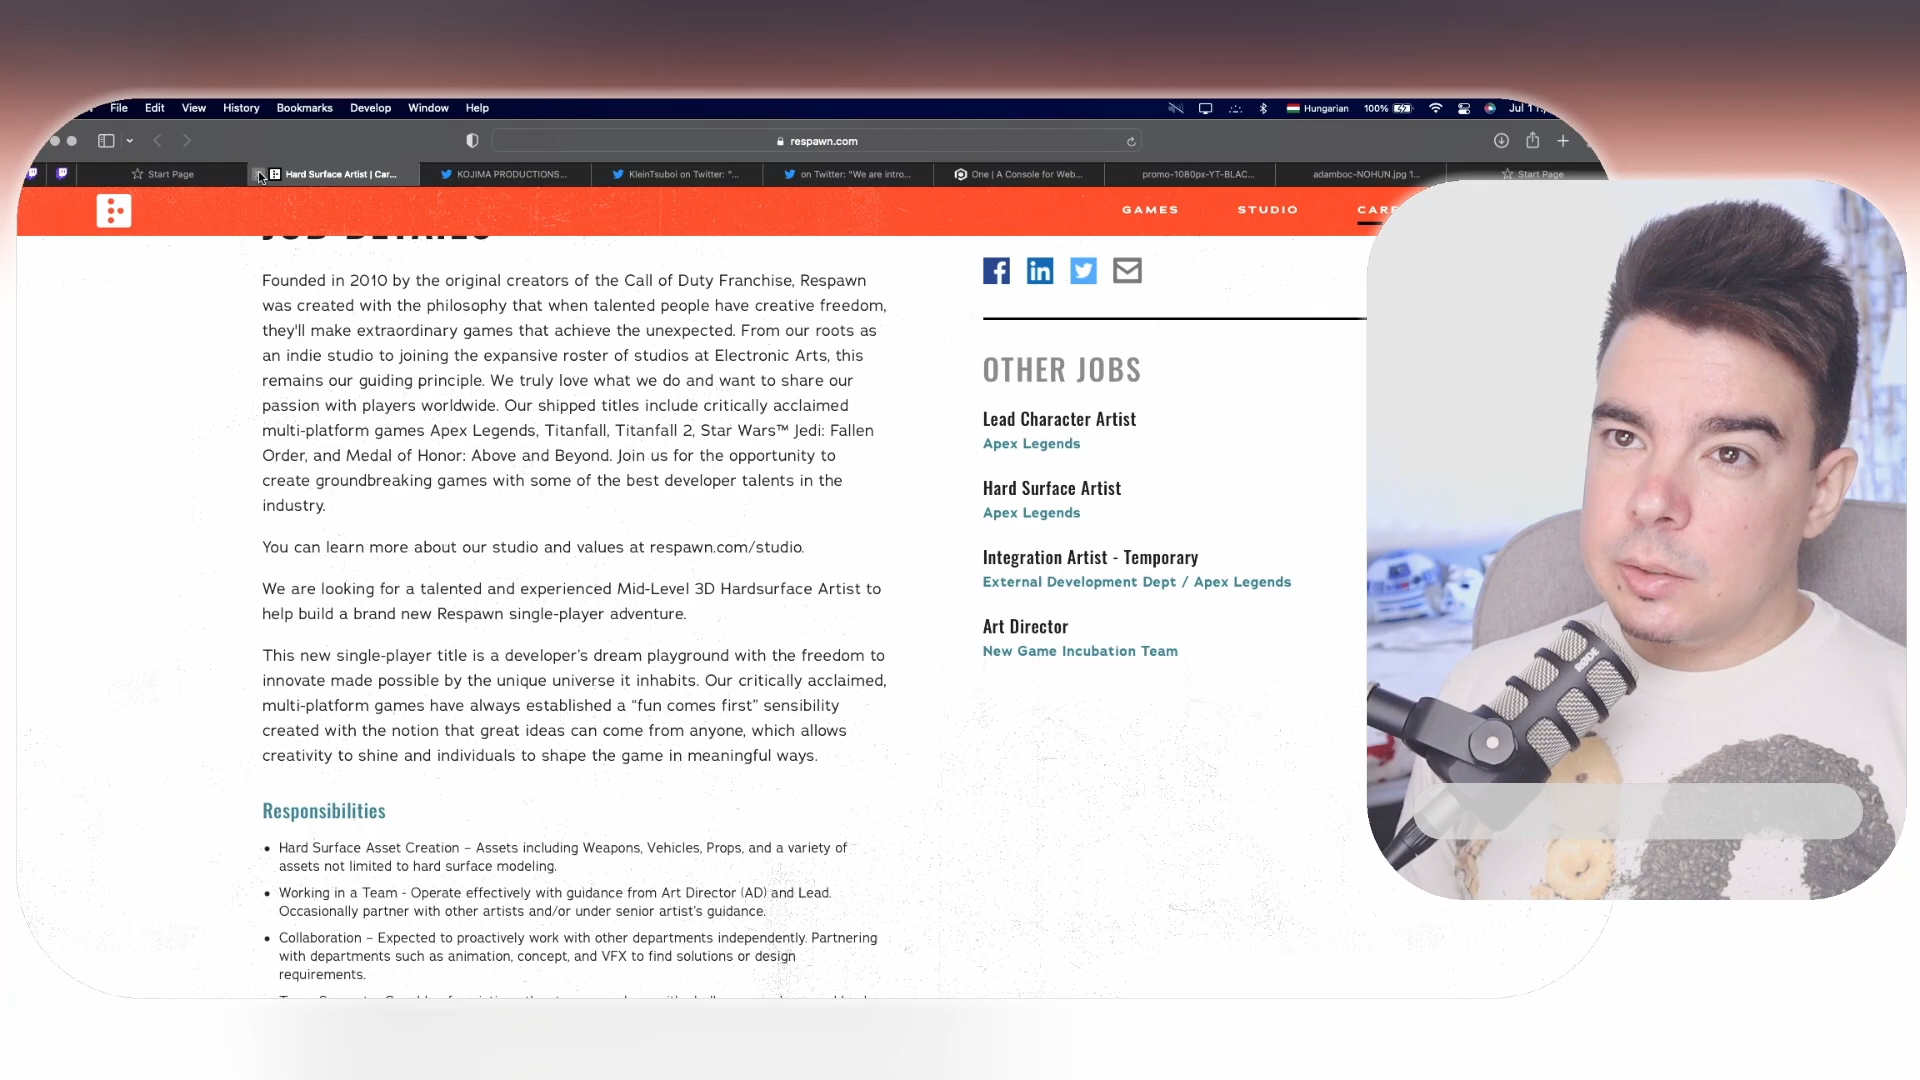 File Edit View History Bookmarks Develop Window Help
Hungarian 100% Jul 1
respawn.com
Start Page
Hard Surface Artist | Car...
KOJIMA PRODUCTIONS...
KleinTsuboi on Twitter: "...
on Twitter: "We are intro...
One | A Console for Web...
promo-1080px-YT-BLAC...
adamboc-NOHUN.jpg 1...
Start Page
GAMES STUDIO
JOB DETAILS
Founded in 2010 by the original creators of the Call of Duty Franchise, Respawn
was created with the philosophy that when talented people have creative freedom,
they'll make extraordinary games that achieve the unexpected. From our roots as
an indie studio to joining the expansive roster of studios at Electronic Arts, this
remains our guiding principle. We truly love what we do and want to share our
passion with players worldwide. Our shipped titles include critically acclaimed
multi-platform games Apex Legends, Titanfall, Titanfall 2, Star Wars™ Jedi: Fallen
Order, and Medal of Honor: Above and Beyond. Join us for the opportunity to
create groundbreaking games with some of the best developer talents in the
industry.
You can learn more about our studio and values at respawn.com/studio.
We are looking for a talented and experienced Mid-Level 3D Hardsurface Artist to
help build a brand new Respawn single-player adventure.
This new single-player title is a developer's dream playground with the freedom to
innovate made possible by the unique universe it inhabits. Our critically acclaimed,
multi-platform games have always established a “fun comes first” sensibility
created with the notion that great ideas can come from anyone, which allows
creativity to shine and individuals to shape the game in meaningful ways.
Responsibilities
• Hard Surface Asset Creation – Assets including Weapons, Vehicles, Props, and a variety of
assets not limited to hard surface modeling.
• Working in a Team - Operate effectively with guidance from Art Director (AD) and Lead.
Occasionally partner with other artists and/or under senior artist's guidance.
• Collaboration – Expected to proactively work with other departments independently. Partnering
with departments such as animation, concept, and VFX to find solutions or design
requirements.
OTHER JOBS
Lead Character Artist
Apex Legends
Hard Surface Artist
Apex Legends
Integration Artist - Temporary
External Development Dept / Apex Legends
Art Director
New Game Incubation Team
RØDE